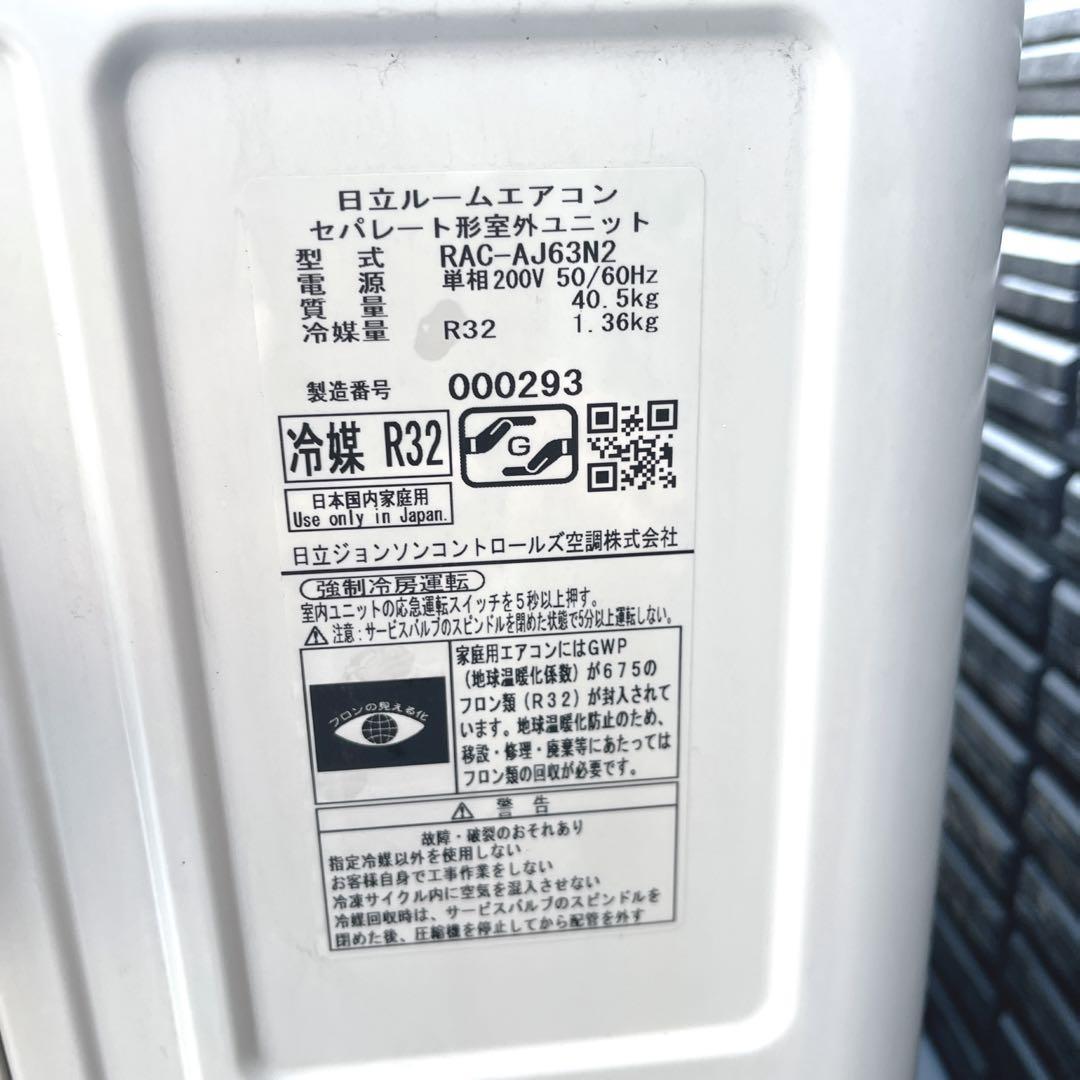 日立ルームエアコン
セパレート形室外ユニット
型 式 RAC-AJ63N2
電 源 単相200V 50/60Hz
質 量 40.5kg
冷媒量 R32 1.36kg
製造番号 000293
冷媒 R32
G
日本国内家庭用
Use only in Japan.
日立ジョンソンコントロールズ空調株式会社
強制冷房運転
室内ユニットの応急運転スイッチを5秒以上押す。
注意:サービスバルブのスピンドルを閉めた状態で5分以上運転しない。
フロンの見える化
家庭用エアコンにはGWP
(地球温暖化係数)が675の
フロン類(R32)が封入されて
います。地球温暖化防止のため、
移設・修理・廃棄等にあたっては
フロン類の回収が必要です。
警 告
故障・破裂のおそれあり
指定冷媒以外を使用しない
お客様自身で工事作業をしない
冷凍サイクル内に空気を混入させない
冷媒回収時は、サービスバルブのスピンドルを
閉めた後、圧縮機を停止してから配管を外す